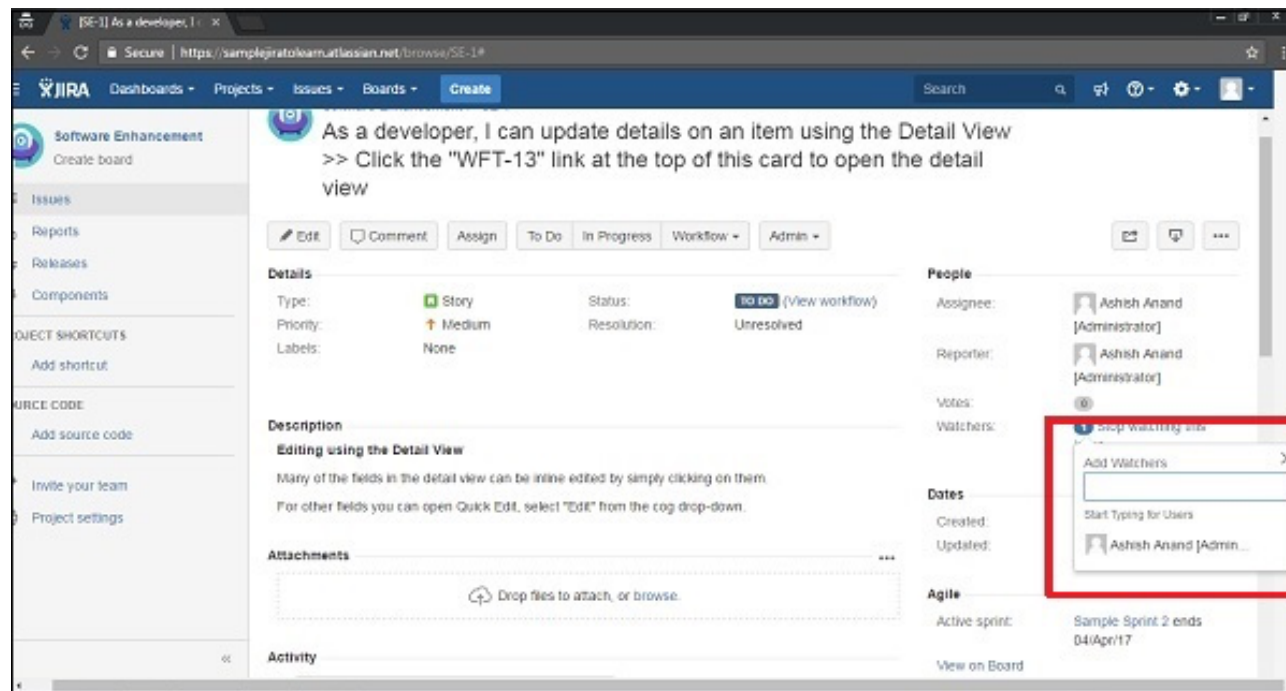 [SE-1] As a developer, I c
Secure | https://samplejiratolearn.atlassian.net/browse/SE-1#
JIRA Dashboards Projects Issues Boards Create Search
Software Enhancement
Create board
Issues
Reports
Releases
Components
OJECT SHORTCUTS
Add shortcut
URCE CODE
Add source code
Invite your team
Project settings
As a developer, I can update details on an item using the Detail View
>> Click the "WFT-13" link at the top of this card to open the detail
view
Edit Comment Assign To Do In Progress Workflow Admin
Details
Type: Story Status: TO DO (View workflow)
Priority: Medium Resolution: Unresolved
Labels: None
Description
Editing using the Detail View
Many of the fields in the detail view can be inline edited by simply clicking on them.
For other fields you can open Quick Edit, select "Edit" from the cog drop-down.
Attachments
Drop files to attach, or browse.
Activity
People
Assignee: Ashish Anand
[Administrator]
Reporter: Ashish Anand
[Administrator]
Votes: 0
Watchers: 1 Stop watching this
Add Watchers
Start Typing for Users
Ashish Anand [Admin...
Dates
Created:
Updated:
Agile
Active sprint: Sample Sprint 2 ends
04/Apr/17
View on Board